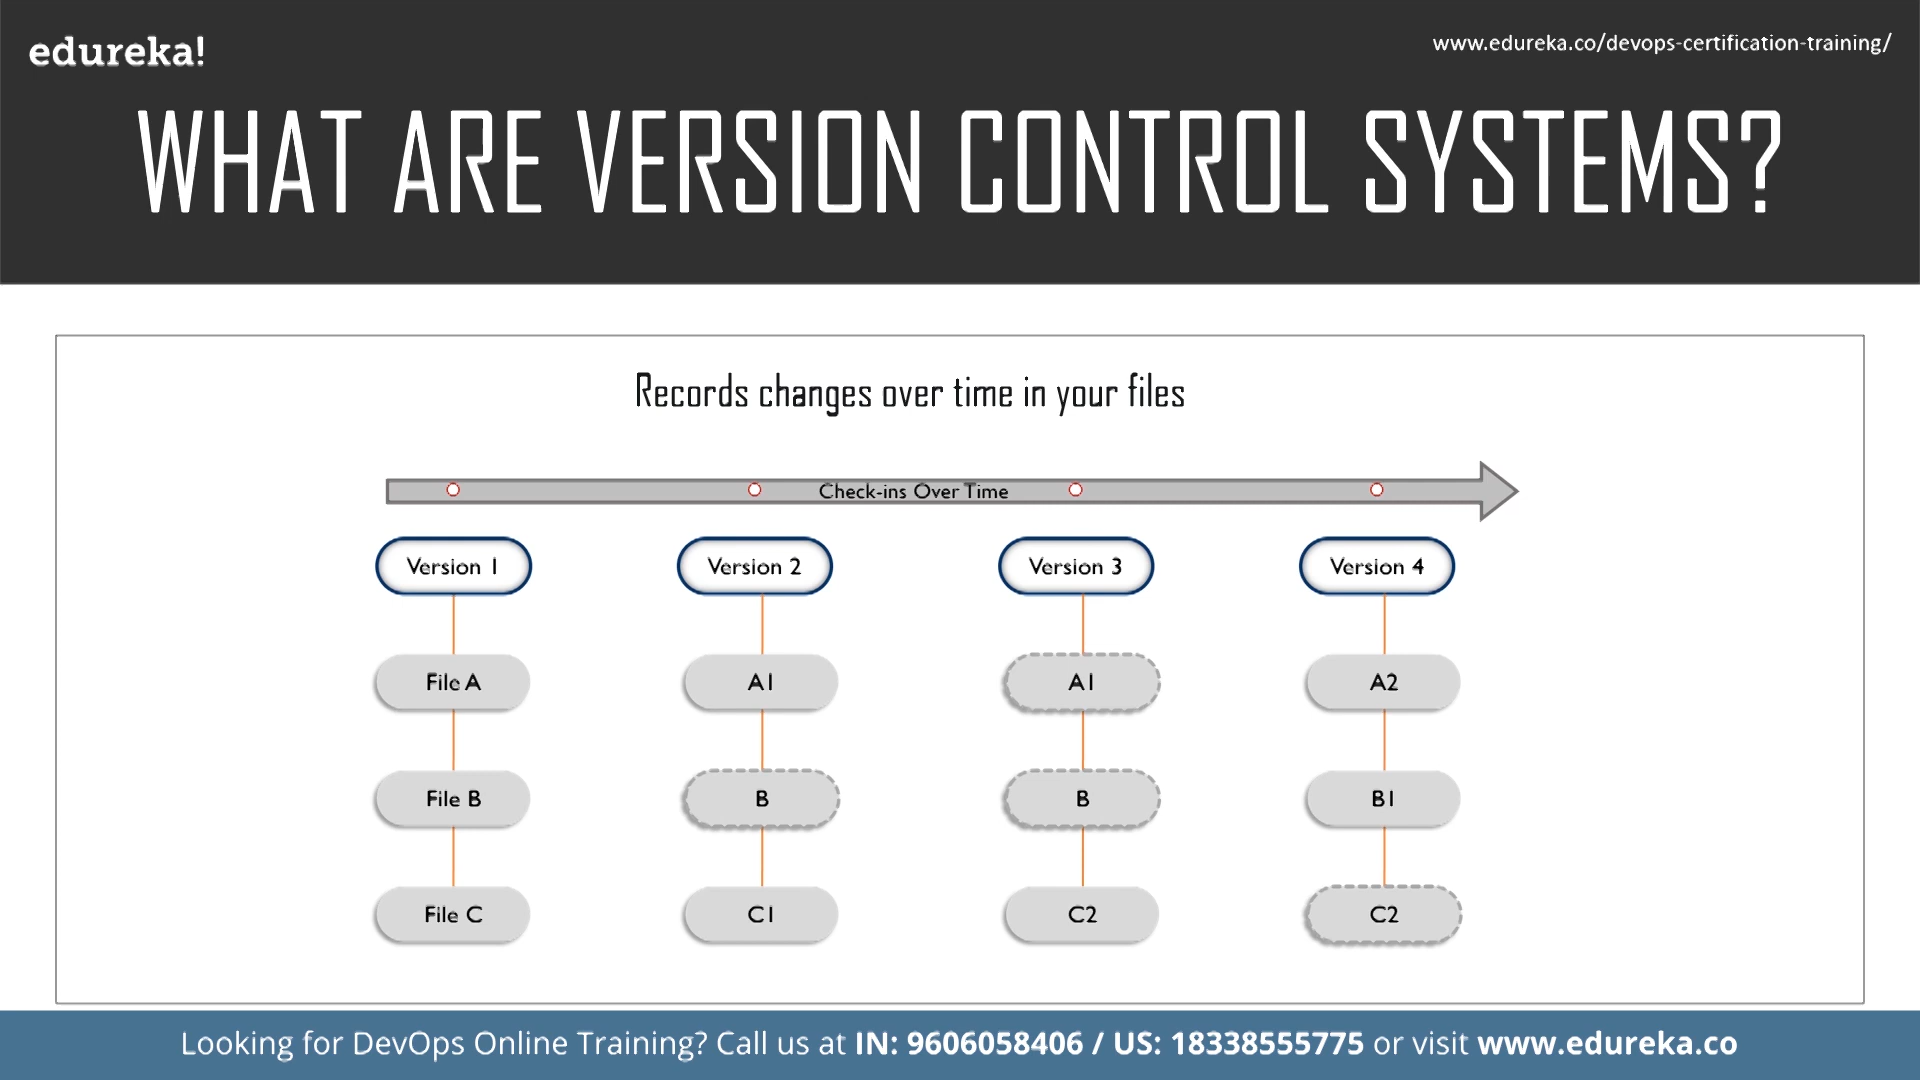 edureka!
www.edureka.co/devops-certification-training/
WHAT ARE VERSION CONTROL SYSTEMS?
Records changes over time in your files
Check-ins Over Time
Version 1 Version 2 Version 3 Version 4
File A A1 A1 A2
File B B B B1
File C C1 C2 C2
Looking for DevOps Online Training? Call us at IN: 9606058406 / US: 18338555775 or visit www.edureka.co